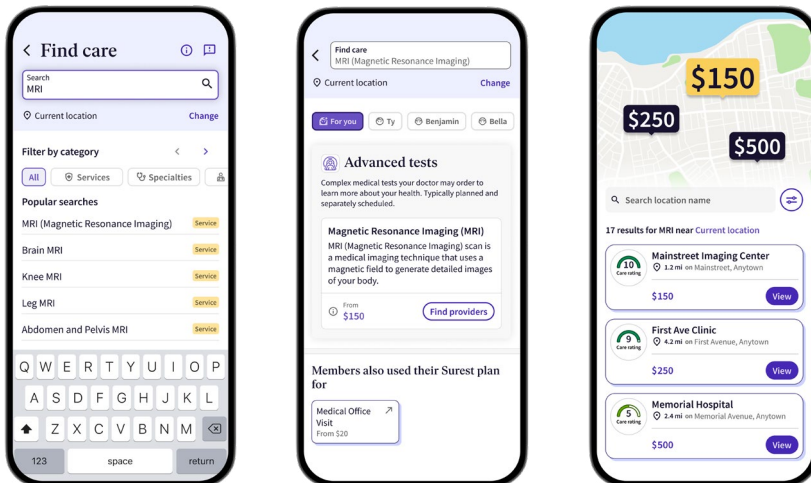 Find care
Search
MRI
Current location
Change
Filter by category
All
Services
Specialties
Popular searches
MRI (Magnetic Resonance Imaging)
Service
Brain MRI
Service
Knee MRI
Service
Leg MRI
Service
Abdomen and Pelvis MRI
Service
Q W E R T Y U I O P
A S D F G H J K L
Z X C V B N M
123
space
return
Find care
MRI (Magnetic Resonance Imaging)
Current location
Change
For you
Ty
Benjamin
Bella
Advanced tests
Complex medical tests your doctor may order to
learn more about your health. Typically planned and
separately scheduled.
Magnetic Resonance Imaging (MRI)
MRI (Magnetic Resonance Imaging) scan is
a medical imaging technique that uses a
magnetic field to generate detailed images
of your body.
From
$150
Find providers
Members also used their Surest plan
for
Medical Office
Visit
From $20
$150
$250
$500
Search location name
17 results for MRI near Current location
10
Care rating
Mainstreet Imaging Center
1.2 mi on Mainstreet, Anytown
$150
View
9
Care rating
First Ave Clinic
4.2 mi on First Avenue, Anytown
$250
View
5
Care rating
Memorial Hospital
2.4 mi on Memorial Avenue, Anytown
$500
View